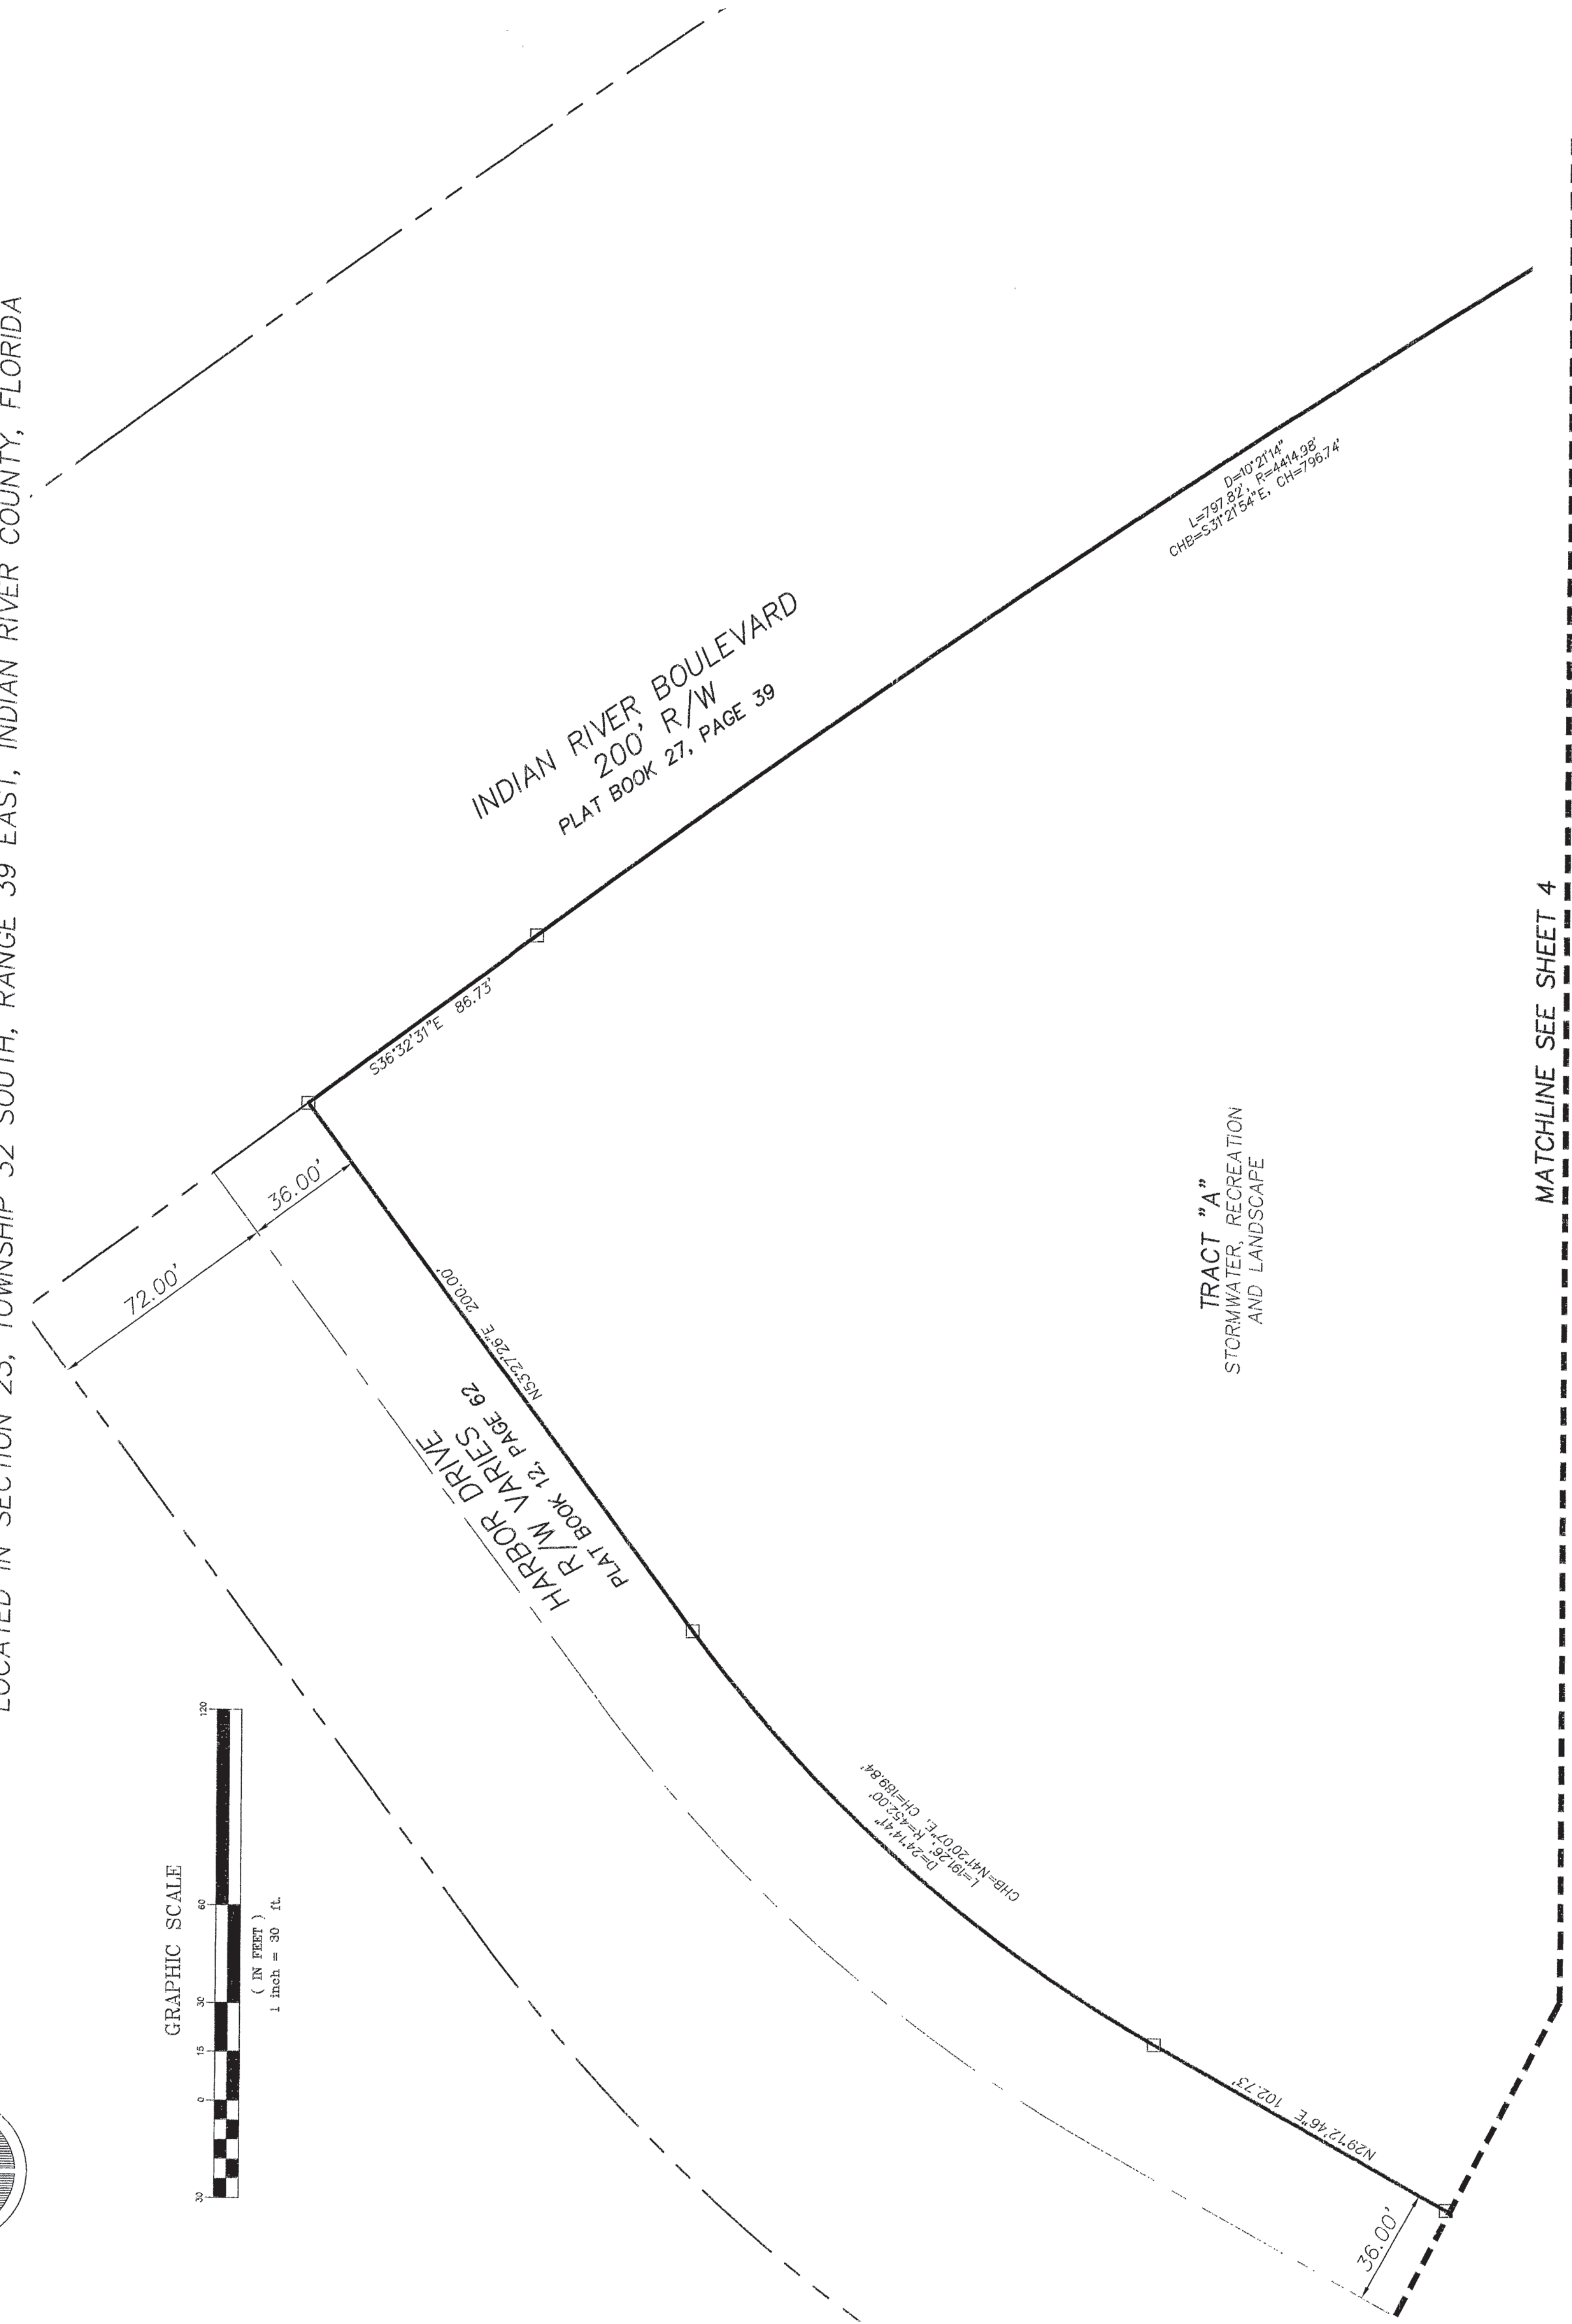 LOCATED IN SECTION 23, TOWNSHIP 32 SOUTH, RANGE 39 EAST, INDIAN RIVER COUNTY, FLORIDA
GRAPHIC SCALE
30 0 15 30 60 120
( IN FEET )
1 inch = 30 ft.
72.00'
36.00'
HARBOR DRIVE
R/W VARIES
PLAT BOOK 12, PAGE 62
N53°27'26"E 200.00'
S36°32'31"E 86.73'
INDIAN RIVER BOULEVARD
200' R/W
PLAT BOOK 27, PAGE 39
D=10°21'14"
L=797.82', R=4414.98'
CHB=S31°21'54"E, CH=796.74'
D=24°14'41"
L=191.26', R=452.00'
CHB=N41°20'07"E, CH=189.84'
N29°12'46"E 102.73'
36.00'
TRACT "A"
STORMWATER, RECREATION
AND LANDSCAPE
MATCHLINE SEE SHEET 4